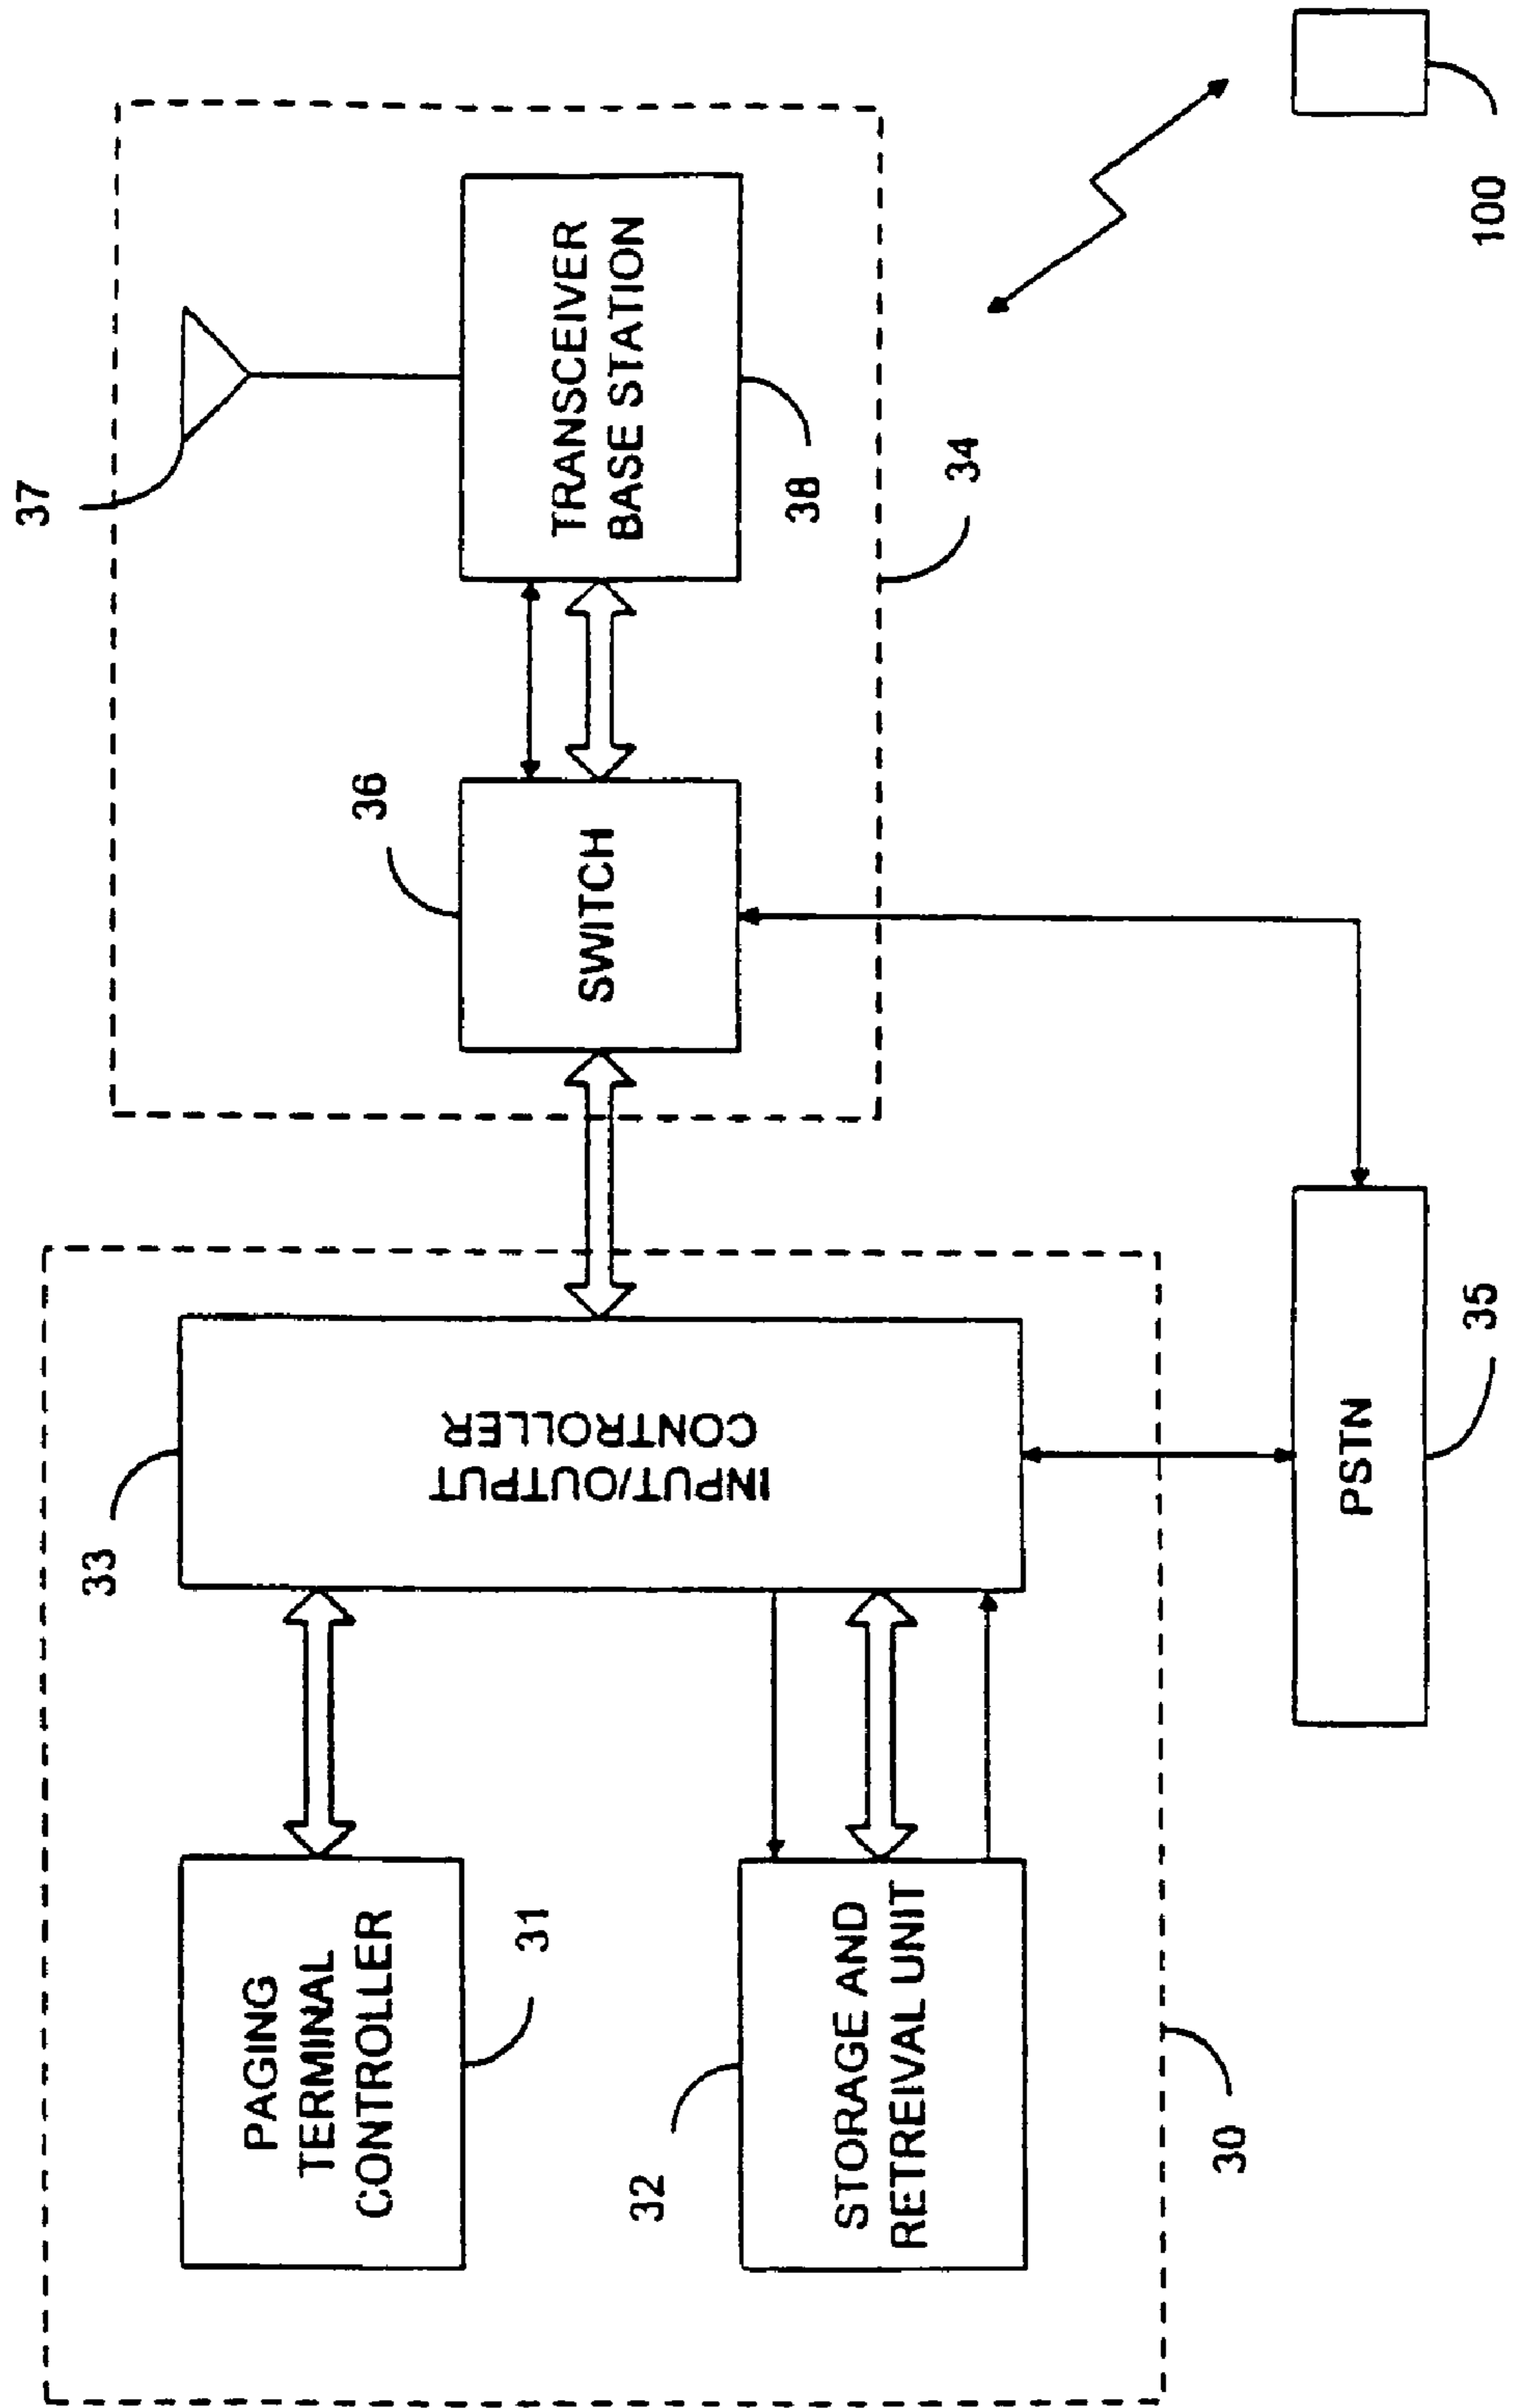 37
36
33
PAGING
TERMINAL
CONTROLLER
31
INPUT/OUTPUT
CONTROLLER
SWITCH
TRANSCEIVER
BASE STATION
38
32
STORAGE AND
RETREIVAL UNIT
34
30
PSTN
35
100